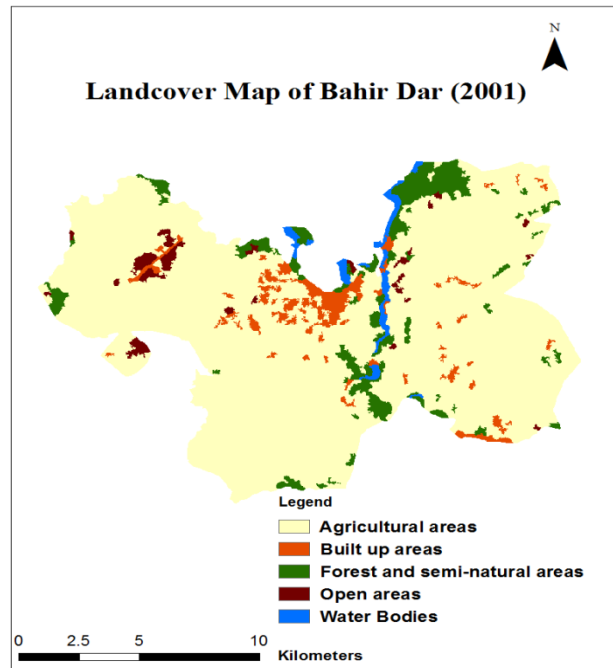 N
Landcover Map of Bahir Dar (2001)
Legend
Agricultural areas
Built up areas
Forest and semi-natural areas
Open areas
Water Bodies
0 2.5 5 10
Kilometers